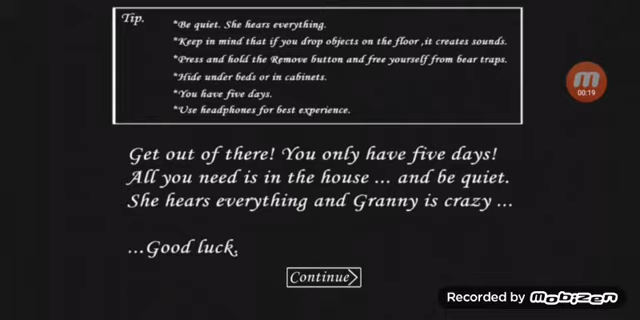 Tip.
*Be quiet. She hears everything.
*Keep in mind that if you drop objects on the floor ,it creates sounds.
*Press and hold the Remove button and free yourself from bear traps.
*Hide under beds or in cabinets.
*You have five days.
*Use headphones for best experience.
00:19
Get out of there! You only have five days!
All you need is in the house ... and be quiet.
She hears everything and Granny is crazy ...
...Good luck.
Continue
Recorded by mobizen